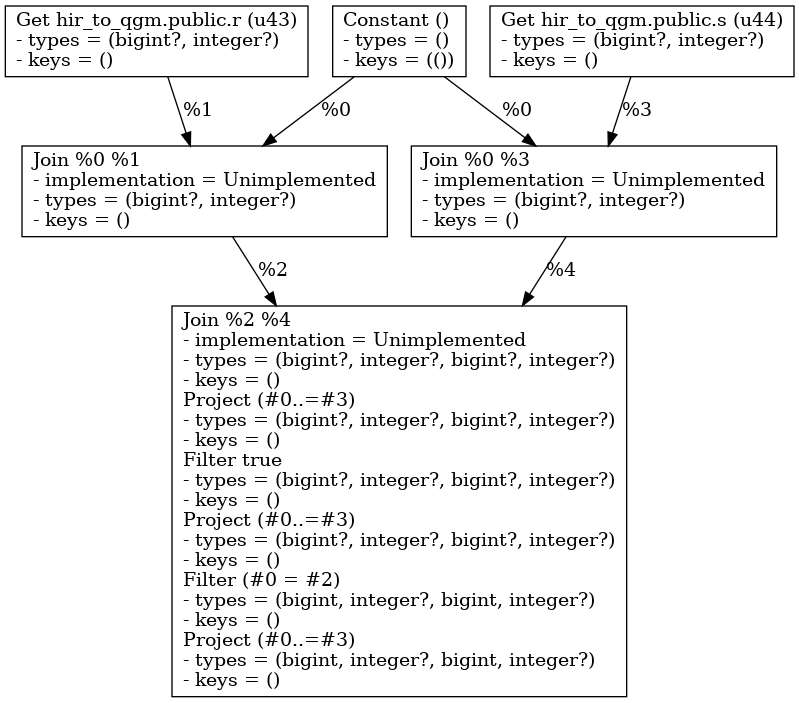 Get hir_to_qgm.public.r (u43)
- types = (bigint?, integer?)
- keys = ()
Constant ()
- types = ()
- keys = (())
Get hir_to_qgm.public.s (u44)
- types = (bigint?, integer?)
- keys = ()
%1
%0
%0
%3
Join %0 %1
- implementation = Unimplemented
- types = (bigint?, integer?)
- keys = ()
Join %0 %3
- implementation = Unimplemented
- types = (bigint?, integer?)
- keys = ()
%2
%4
Join %2 %4
- implementation = Unimplemented
- types = (bigint?, integer?, bigint?, integer?)
- keys = ()
Project (#0..=#3)
- types = (bigint?, integer?, bigint?, integer?)
- keys = ()
Filter true
- types = (bigint?, integer?, bigint?, integer?)
- keys = ()
Project (#0..=#3)
- types = (bigint?, integer?, bigint?, integer?)
- keys = ()
Filter (#0 = #2)
- types = (bigint, integer?, bigint, integer?)
- keys = ()
Project (#0..=#3)
- types = (bigint, integer?, bigint, integer?)
- keys = ()